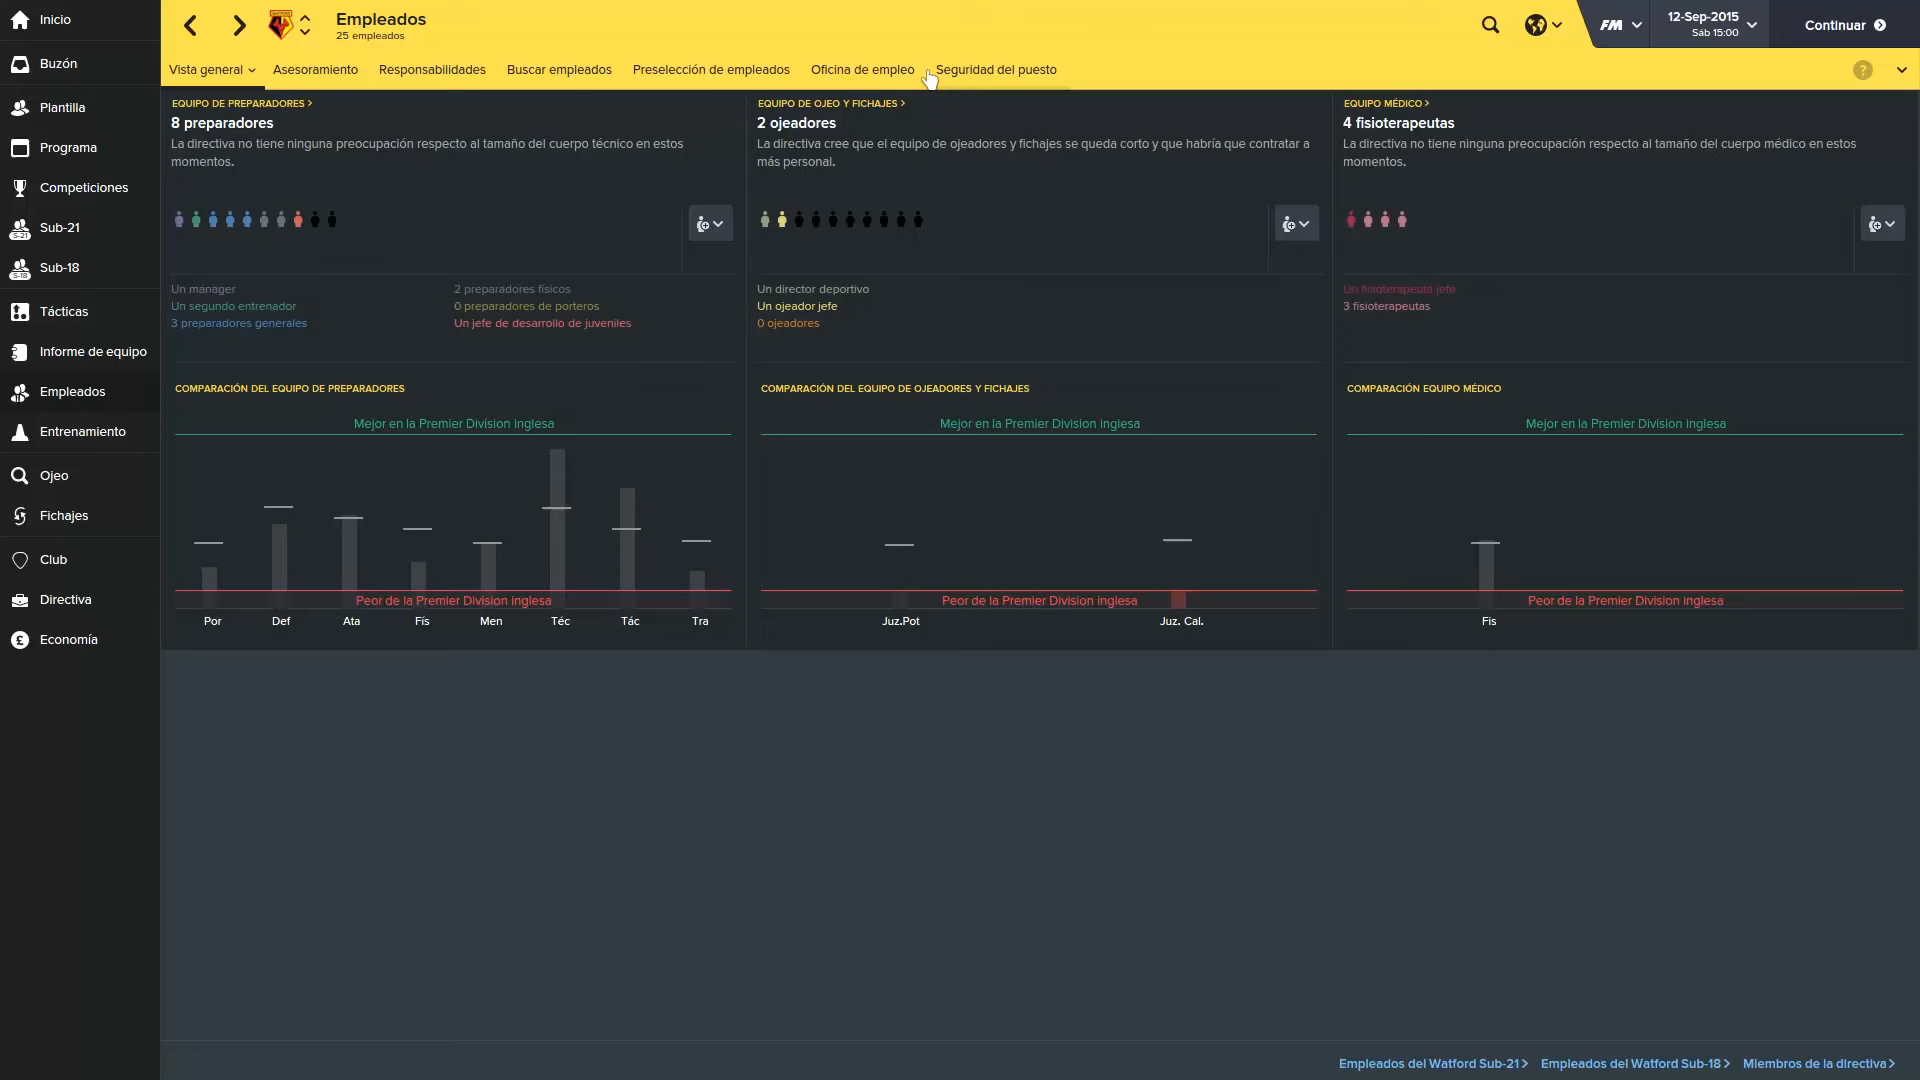 Inicio
Buzón
Plantilla
Programa
Competiciones
Sub-21
Sub-18
Tácticas
Informe de equipo
Empleados
Entrenamiento
Ojeo
Fichajes
Club
Directiva
Economía
Empleados
25 empleados
FM
12-Sep-2015
Sáb 15:00
Continuar
Vista general
Asesoramiento
Responsabilidades
Buscar empleados
Preselección de empleados
Oficina de empleo
Seguridad del puesto
?
EQUIPO DE PREPARADORES >
8 preparadores
La directiva no tiene ninguna preocupación respecto al tamaño del cuerpo técnico en estos
momentos.
Un manager
Un segundo entrenador
3 preparadores generales
2 preparadores físicos
0 preparadores de porteros
Un jefe de desarrollo de juveniles
COMPARACIÓN DEL EQUIPO DE PREPARADORES
Mejor en la Premier Division inglesa
Peor de la Premier Division inglesa
Por Def Ata Fís Men Téc Tác Tra
EQUIPO DE OJEO Y FICHAJES >
2 ojeadores
La directiva cree que el equipo de ojeadores y fichajes se queda corto y que habría que contratar a
más personal.
Un director deportivo
Un ojeador jefe
0 ojeadores
COMPARACIÓN DEL EQUIPO DE OJEADORES Y FICHAJES
Mejor en la Premier Division inglesa
Peor de la Premier Division inglesa
Juz.Pot Juz. Cal.
EQUIPO MÉDICO >
4 fisioterapeutas
La directiva no tiene ninguna preocupación respecto al tamaño del cuerpo médico en estos
momentos.
Un fisioterapeuta jefe
3 fisioterapeutas
COMPARACIÓN EQUIPO MÉDICO
Mejor en la Premier Division inglesa
Peor de la Premier Division inglesa
Fis
Empleados del Watford Sub-21 > Empleados del Watford Sub-18 > Miembros de la directiva >